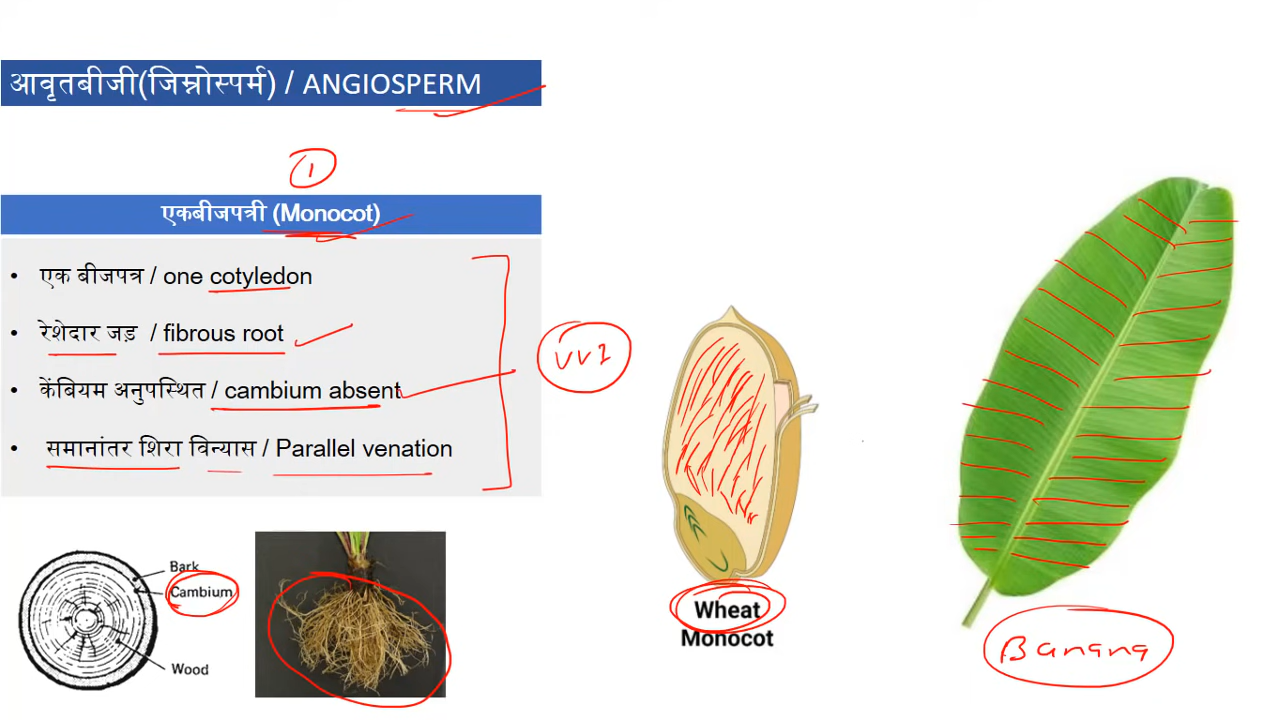 आवृतबीजी(जिम्नोस्पर्म) / ANGIOSPERM
1
एकबीजपत्री (Monocot)
• एक बीजपत्र / one cotyledon
• रेशेदार जड़ / fibrous root
• केंबियम अनुपस्थित / cambium absent
• समानांतर शिरा विन्यास / Parallel venation
VVI
Bark
Cambium
Wood
Wheat
Monocot
Banana